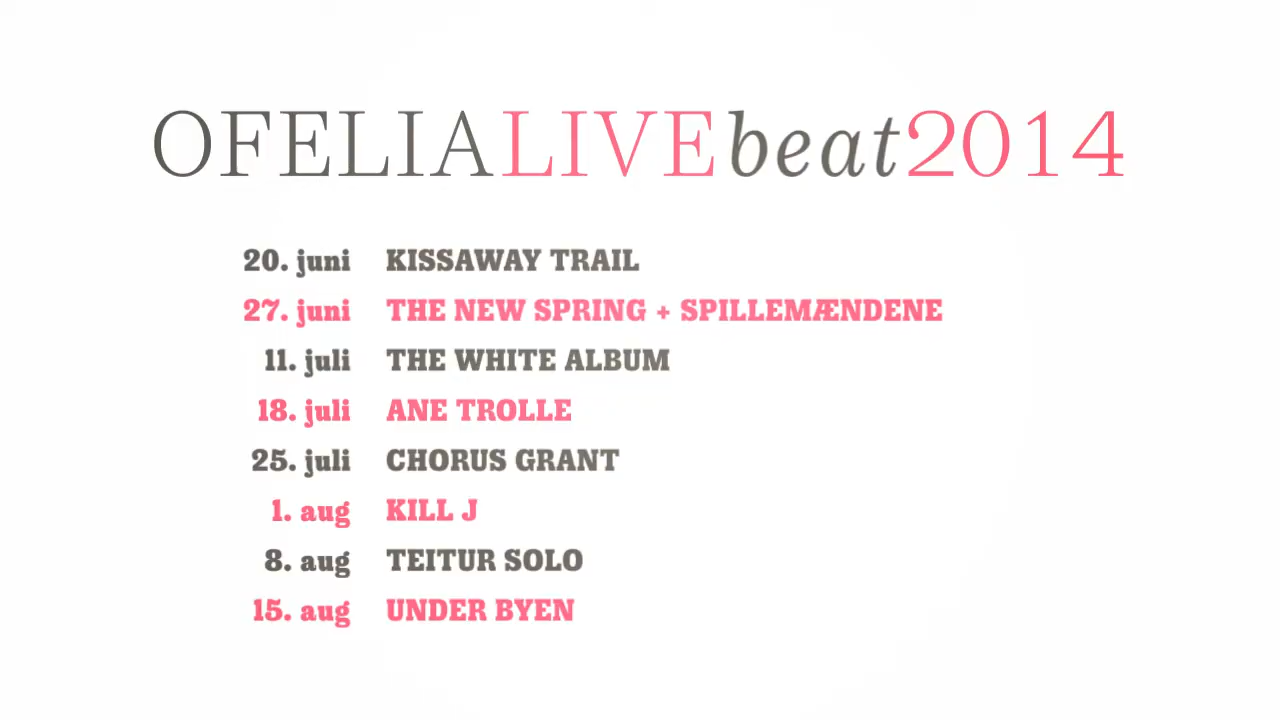 OFELIALIVEbeat2014
20. juni KISSAWAY TRAIL
27. juni THE NEW SPRING + SPILLEMÆNDENE
11. juli THE WHITE ALBUM
18. juli ANE TROLLE
25. juli CHORUS GRANT
1. aug KILL J
8. aug TEITUR SOLO
15. aug UNDER BYEN